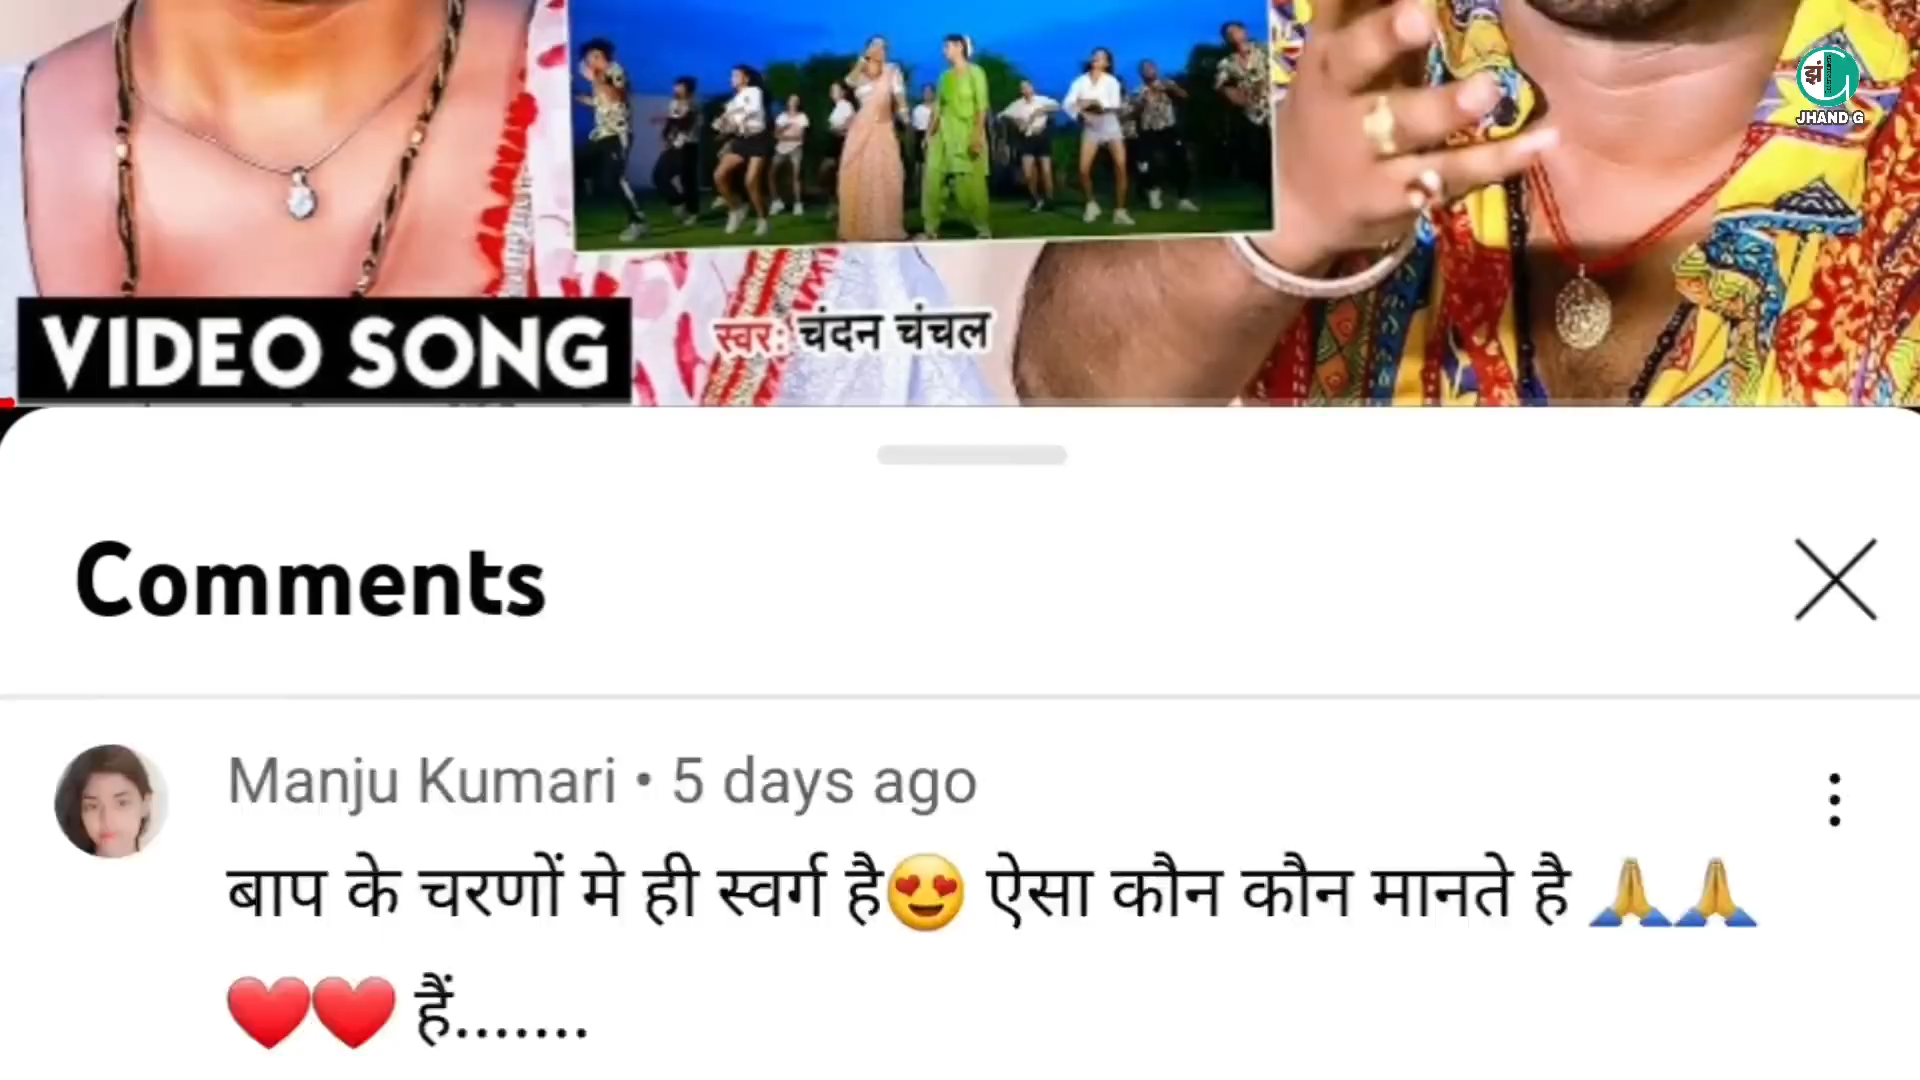 झं
JHAND G
VIDEO SONG
स्वर: चंदन चंचल
Comments
Manju Kumari • 5 days ago
बाप के चरणों मे ही स्वर्ग है😍 ऐसा कौन कौन मानते है 🙏🙏
❤️❤️ हैं.......